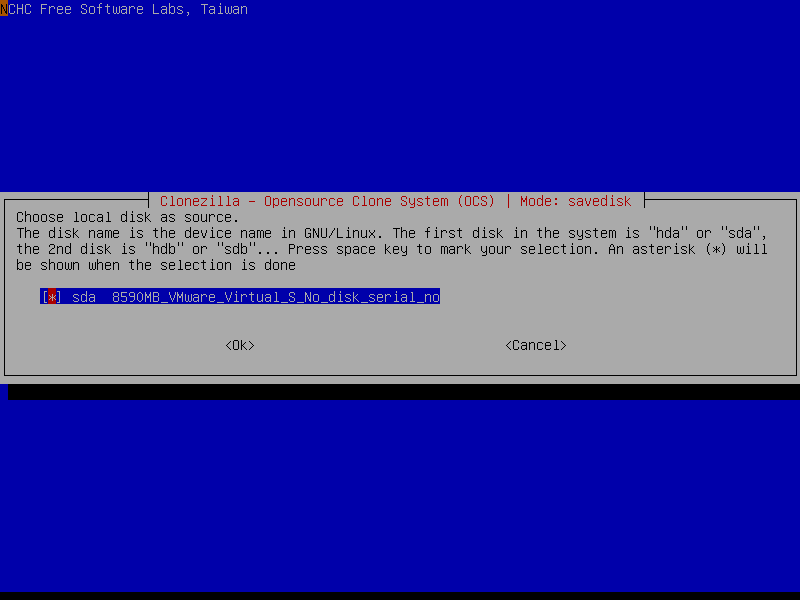 NCHC Free Software Labs, Taiwan
Clonezilla - Opensource Clone System (OCS) | Mode: savedisk
Choose local disk as source.
The disk name is the device name in GNU/Linux. The first disk in the system is "hda" or "sda",
the 2nd disk is "hdb" or "sdb"... Press space key to mark your selection. An asterisk (*) will
be shown when the selection is done
[*] sda  8590MB_VMware_Virtual_S_No_disk_serial_no
<Ok> <Cancel>